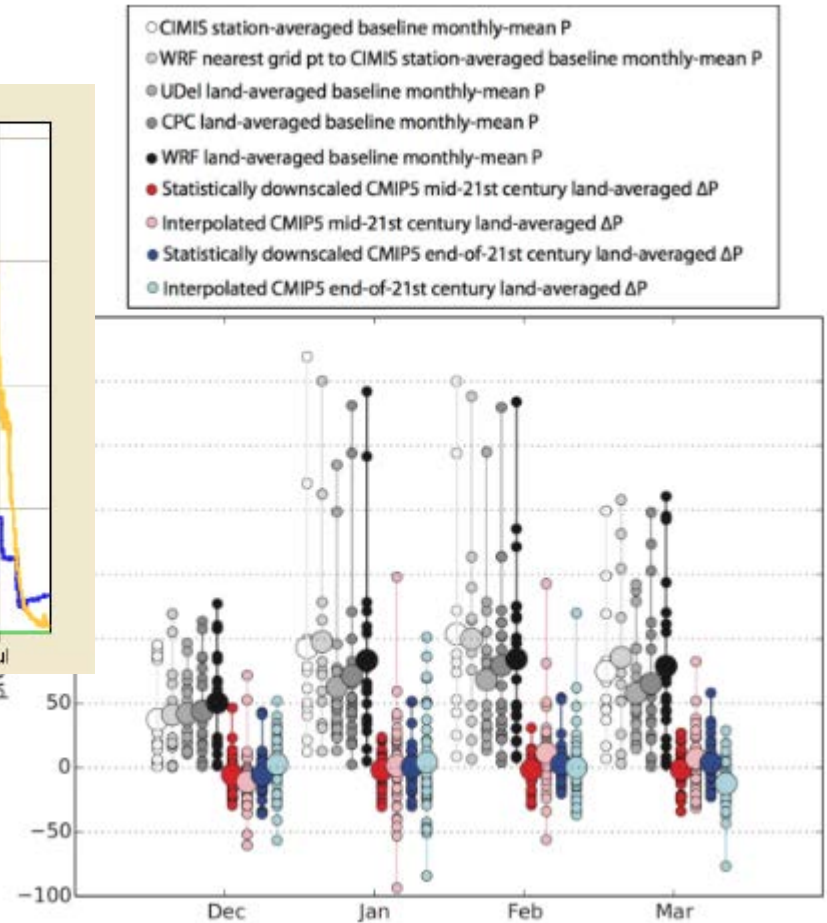 CIMIS station-averaged baseline monthly-mean P
WRF nearest grid pt to CIMIS station-averaged baseline monthly-mean P
UDel land-averaged baseline monthly-mean P
CPC land-averaged baseline monthly-mean P
WRF land-averaged baseline monthly-mean P
Statistically downscaled CMIP5 mid-21st century land-averaged ΔP
Interpolated CMIP5 mid-21st century land-averaged ΔP
Statistically downscaled CMIP5 end-of-21st century land-averaged ΔP
Interpolated CMIP5 end-of-21st century land-averaged ΔP
50
0
−50
−100
Dec Jan Feb Mar